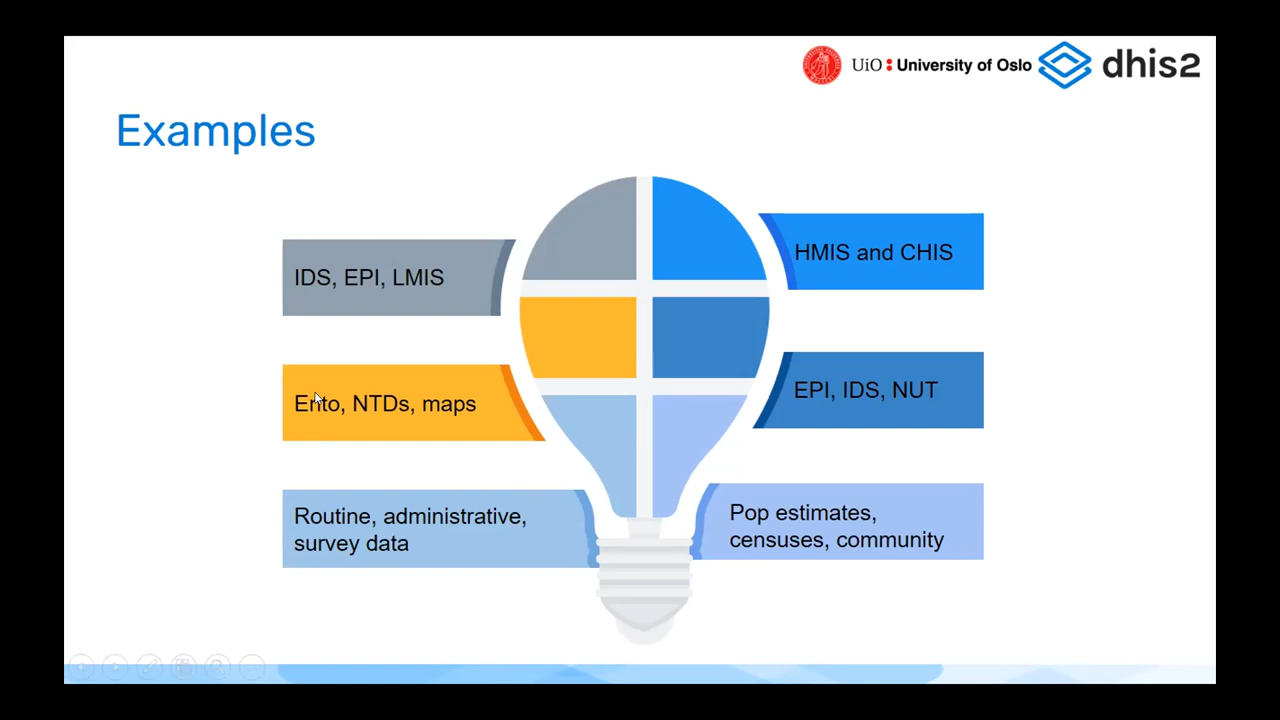 UiO : University of Oslo
dhis2
Examples
IDS, EPI, LMIS
HMIS and CHIS
Ento, NTDs, maps
EPI, IDS, NUT
Routine, administrative,
survey data
Pop estimates,
censuses, community